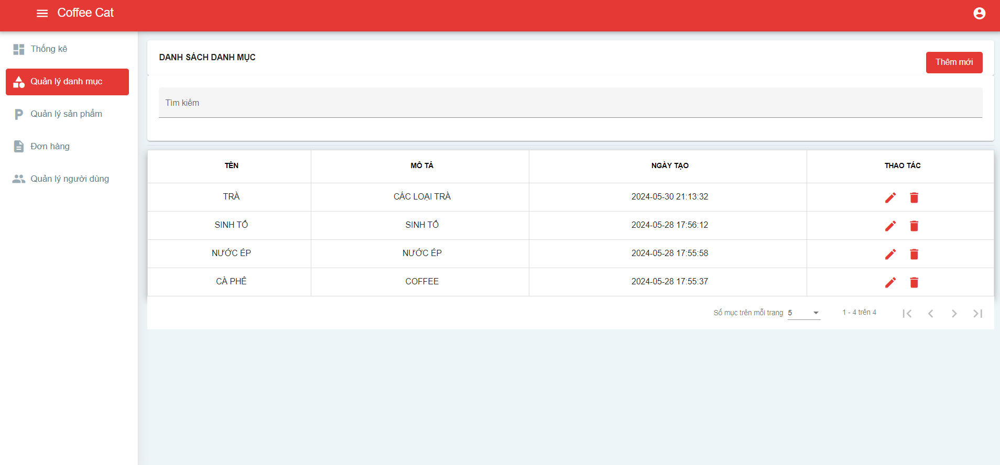 Coffee Cat
Thống kê
Quản lý danh mục
Quản lý sản phẩm
Đơn hàng
Quản lý người dùng
DANH SÁCH DANH MỤC
Thêm mới
Tìm kiếm
TÊN MÔ TẢ NGÀY TẠO THAO TÁC
TRÀ CÁC LOẠI TRÀ 2024-05-30 21:13:32
SINH TỐ SINH TỐ 2024-05-28 17:56:12
NƯỚC ÉP NƯỚC ÉP 2024-05-28 17:55:58
CÀ PHÊ COFFEE 2024-05-28 17:55:37
Số mục trên mỗi trang 5 1 - 4 trên 4